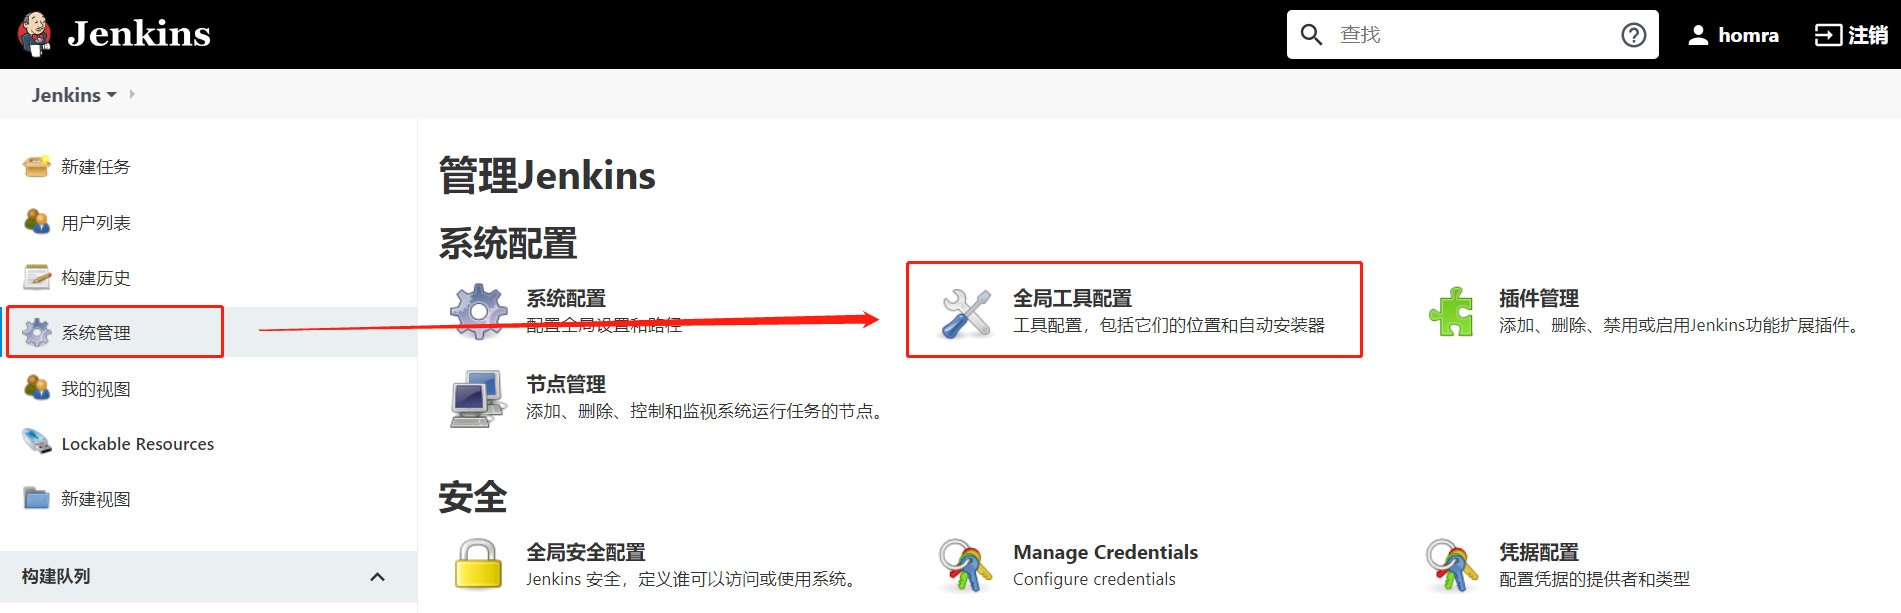 Jenkins
查找
homra
注销
Jenkins
新建任务
用户列表
构建历史
系统管理
我的视图
Lockable Resources
新建视图
构建队列
管理Jenkins
系统配置
系统配置
配置全局设置和路径
全局工具配置
工具配置，包括它们的位置和自动安装器
插件管理
添加、删除、禁用或启用Jenkins功能扩展插件。
节点管理
添加、删除、控制和监视系统运行任务的节点。
安全
全局安全配置
Jenkins 安全，定义谁可以访问或使用系统。
Manage Credentials
Configure credentials
凭据配置
配置凭据的提供者和类型